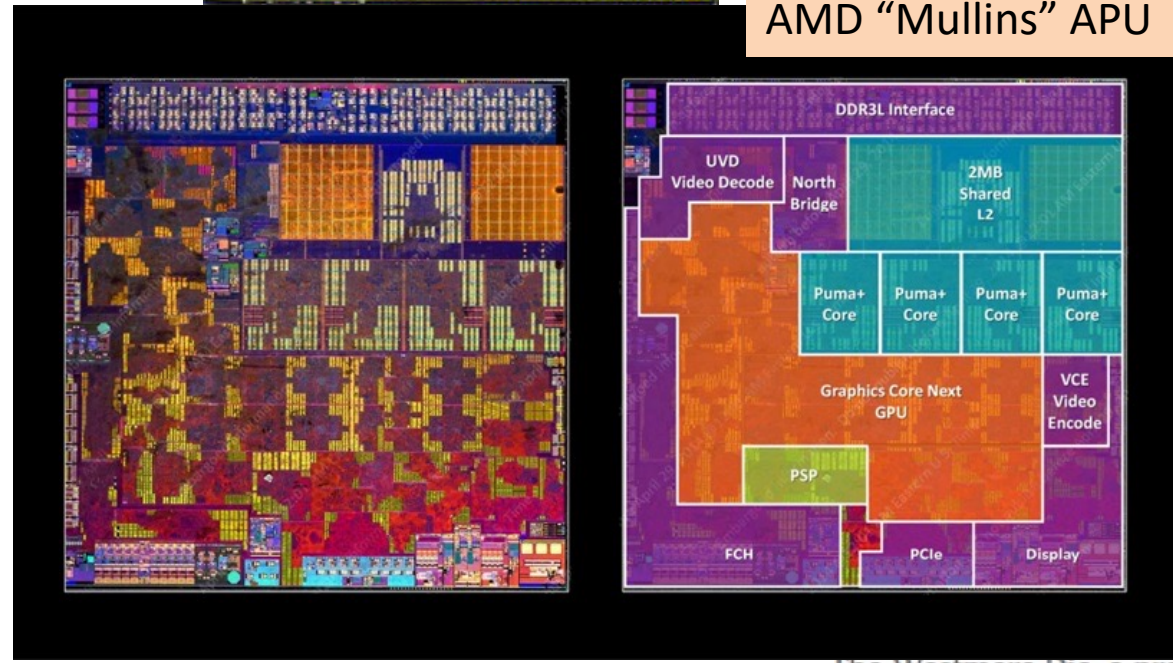 AMD “Mullins” APU
DDR3L Interface
UVD
Video Decode
North
Bridge
2MB
Shared
L2
Puma+
Core
Puma+
Core
Puma+
Core
Puma+
Core
Graphics Core Next
GPU
VCE
Video
Encode
PSP
FCH
PCIe
Display